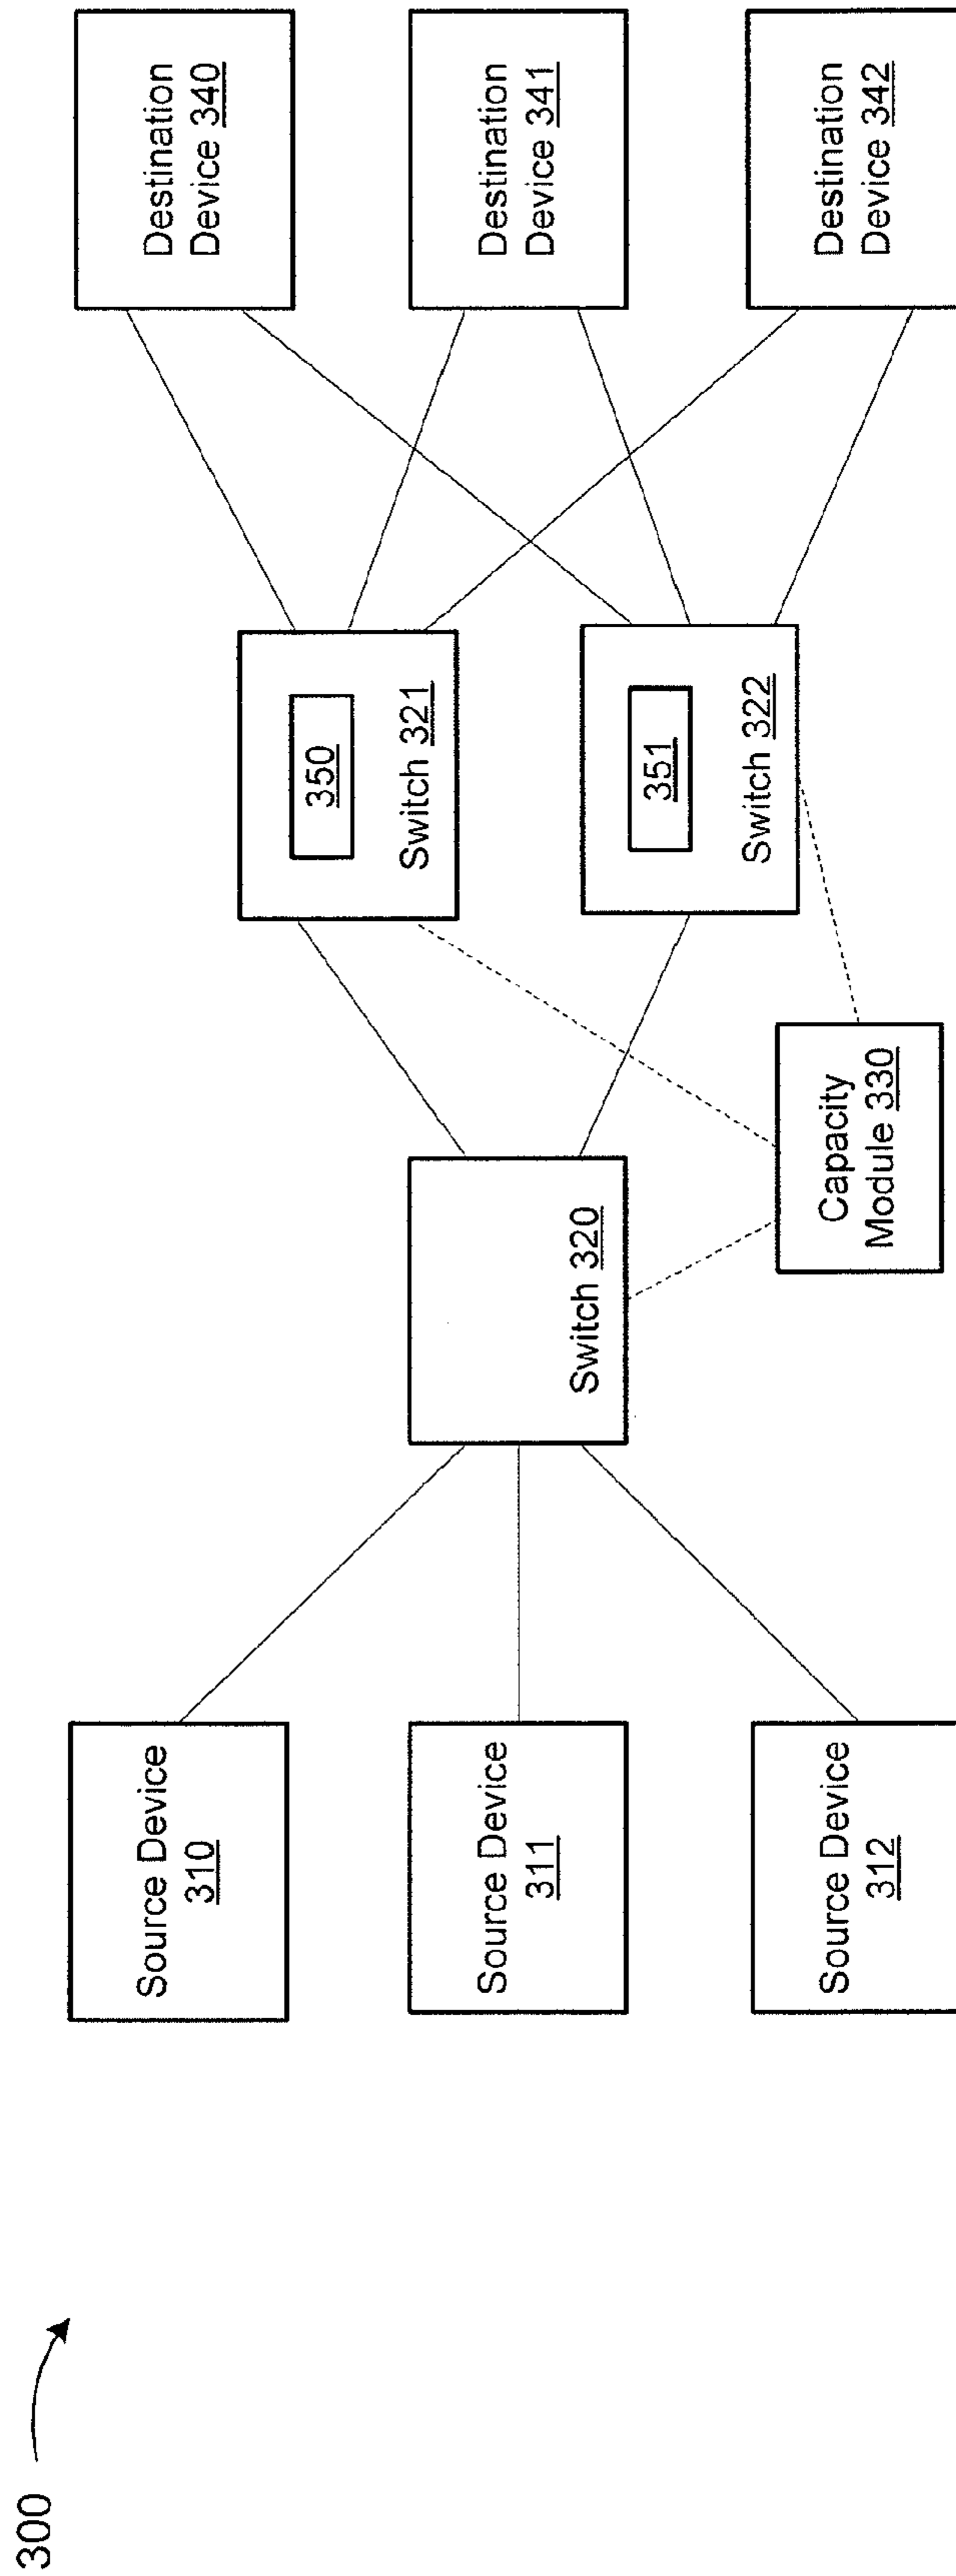 300
Source Device
310
Source Device
311
Source Device
312
Switch 320
Capacity
Module 330
350
Switch 321
351
Switch 322
Destination
Device 340
Destination
Device 341
Destination
Device 342